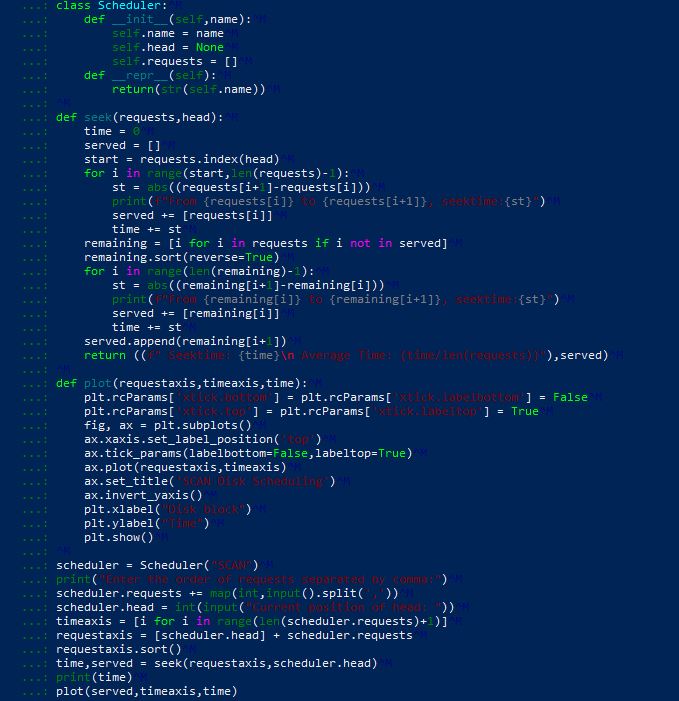 ...: class Scheduler:^M
...:     def __init__(self,name):^M
...:         self.name = name^M
...:         self.head = None^M
...:         self.requests = []^M
...:     def __repr__(self):^M
...:         return(str(self.name))^M
...: ^M
...: def seek(requests,head):^M
...:     time = 0^M
...:     served = []^M
...:     start = requests.index(head)^M
...:     for i in range(start,len(requests)-1):^M
...:         st = abs((requests[i+1]-requests[i]))^M
...:         print(f"From {requests[i]} to {requests[i+1]}, seektime:{st}")^M
...:         served += [requests[i]]^M
...:         time += st^M
...:     remaining = [i for i in requests if i not in served]^M
...:     remaining.sort(reverse=True)^M
...:     for i in range(len(remaining)-1):^M
...:         st = abs((remaining[i+1]-remaining[i]))^M
...:         print(f"From {remaining[i]} to {remaining[i+1]}, seektime:{st}")^M
...:         served += [remaining[i]]^M
...:         time += st^M
...:     served.append(remaining[i+1])^M
...:     return ((f" Seektime: {time}\n Average Time: {time/len(requests)}"),served)^M
...: ^M
...: def plot(requestaxis,timeaxis,time):^M
...:     plt.rcParams['xtick.bottom'] = plt.rcParams['xtick.labelbottom'] = False^M
...:     plt.rcParams['xtick.top'] = plt.rcParams['xtick.labeltop'] = True^M
...:     fig, ax = plt.subplots()^M
...:     ax.xaxis.set_label_position('top')^M
...:     ax.tick_params(labelbottom=False,labeltop=True)^M
...:     ax.plot(requestaxis,timeaxis)^M
...:     ax.set_title('SCAN Disk Scheduling')^M
...:     ax.invert_yaxis()^M
...:     plt.xlabel("Disk block")^M
...:     plt.ylabel("Time")^M
...:     plt.show()^M
...: ^M
...: scheduler = Scheduler("SCAN")^M
...: print("Enter the order of requests separated by comma:")^M
...: scheduler.requests += map(int,input().split(','))^M
...: scheduler.head = int(input("Current position of head: "))^M
...: timeaxis = [i for i in range(len(scheduler.requests)+1)]^M
...: requestaxis = [scheduler.head] + scheduler.requests^M
...: requestaxis.sort()^M
...: time,served = seek(requestaxis,scheduler.head)^M
...: print(time)^M
...: plot(served,timeaxis,time)